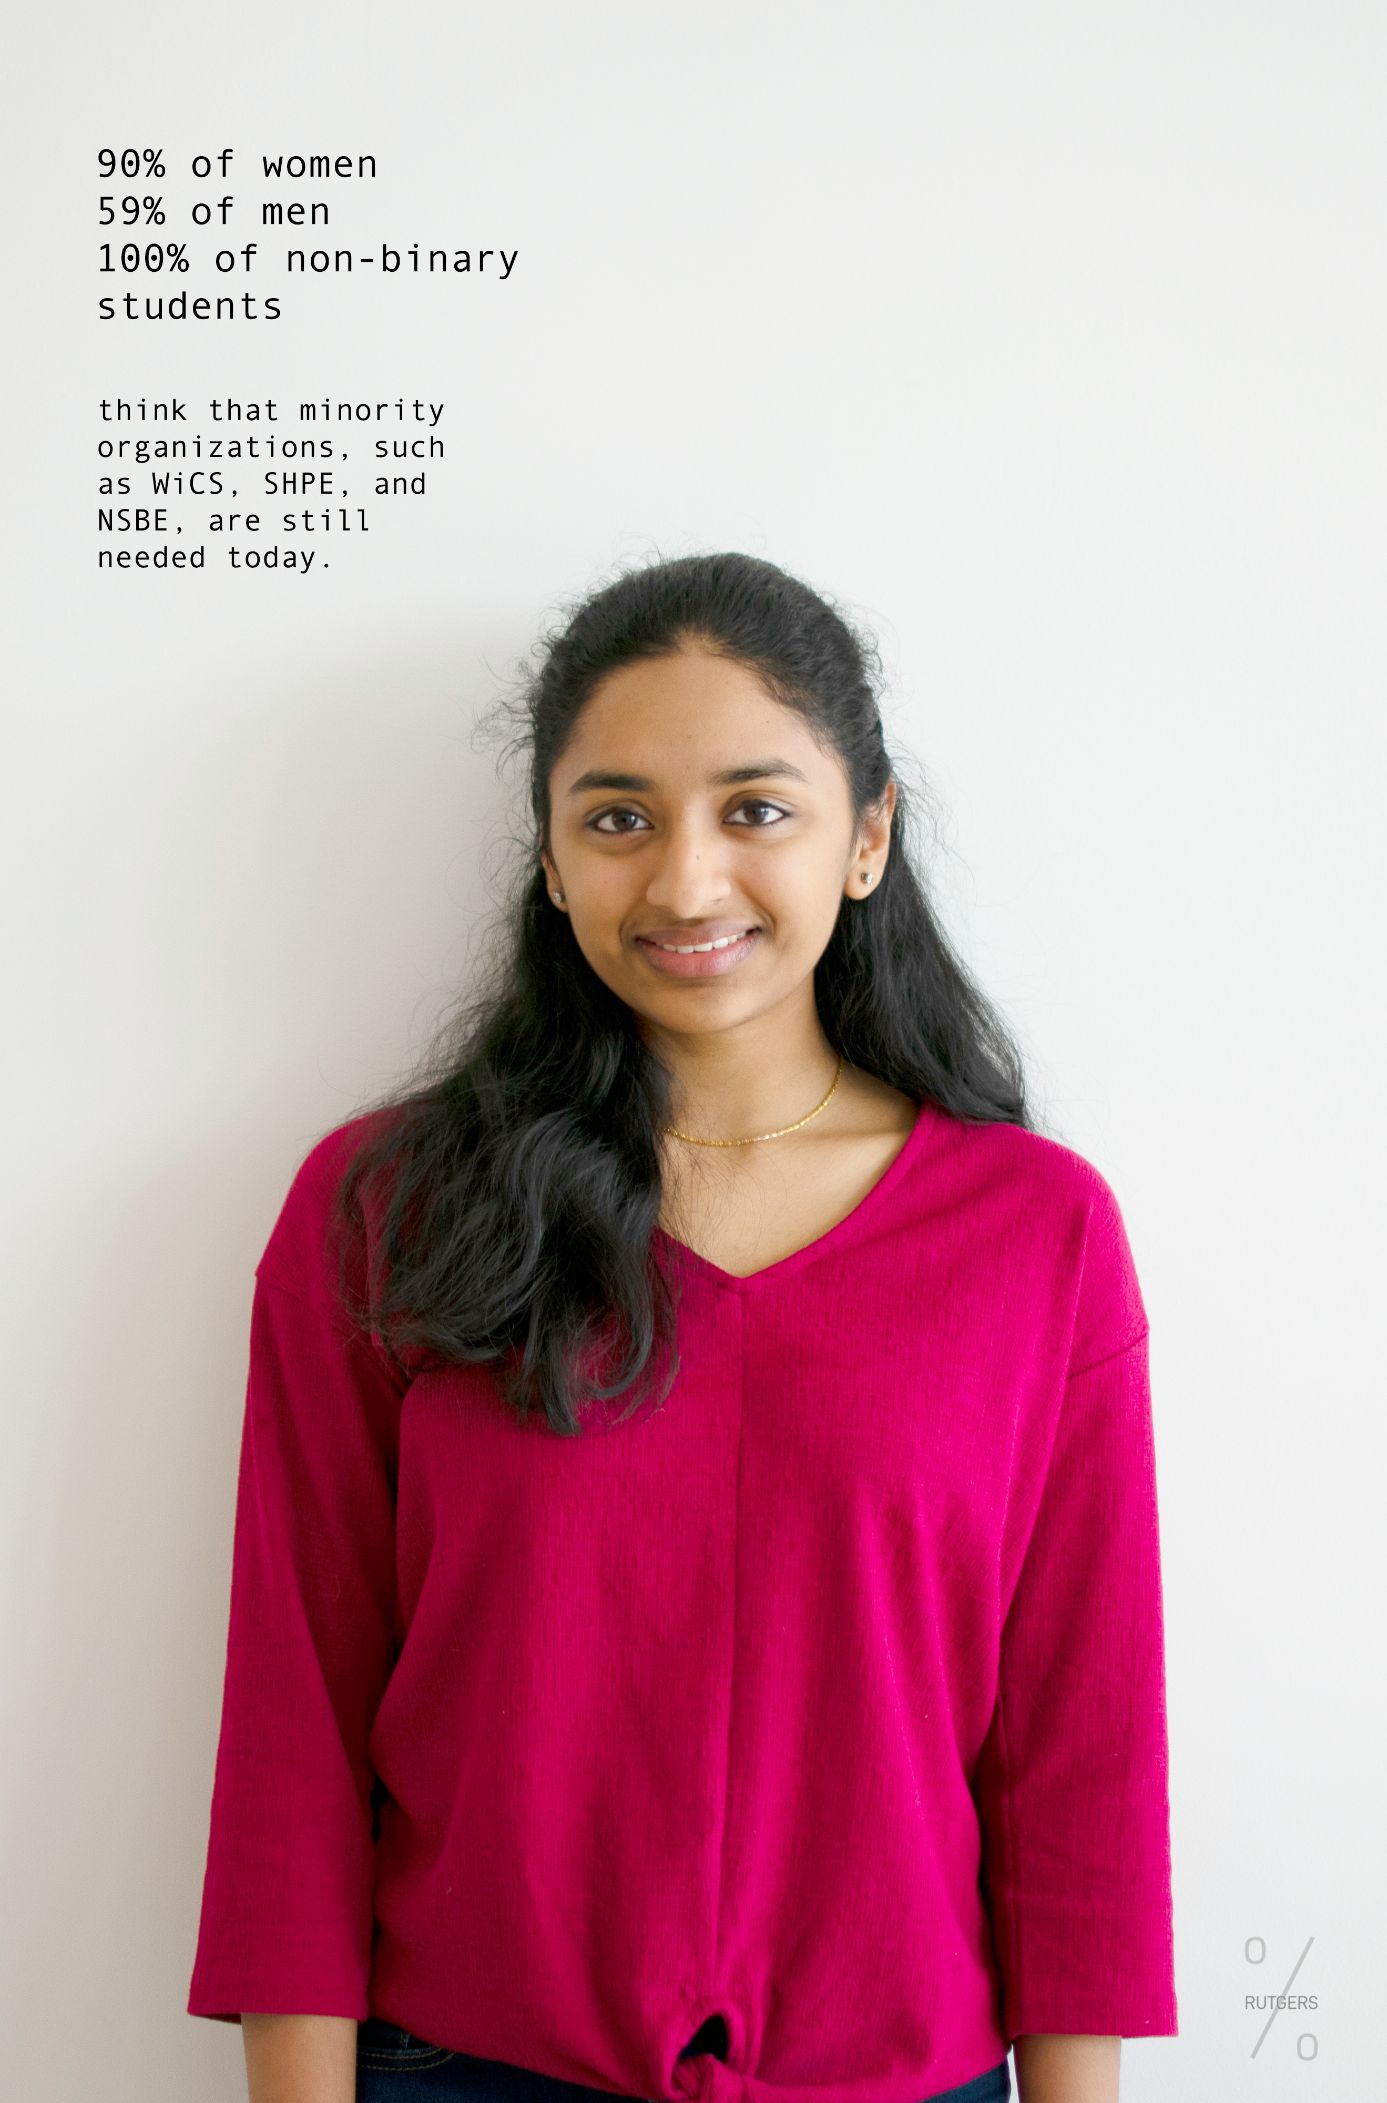 90% of women
59% of men
100% of non-binary
students
think that minority
organizations, such
as WiCS, SHPE, and
NSBE, are still
needed today.
%
RUTGERS